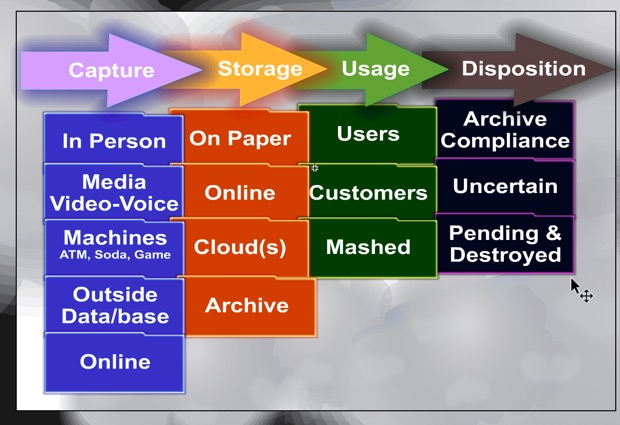 Capture
Storage
Usage
Disposition
In Person
Media
Video-Voice
Machines
ATM, Soda, Game
Outside
Data/base
Online
On Paper
Online
Cloud(s)
Archive
Users
Customers
Mashed
Archive
Compliance
Uncertain
Pending &
Destroyed